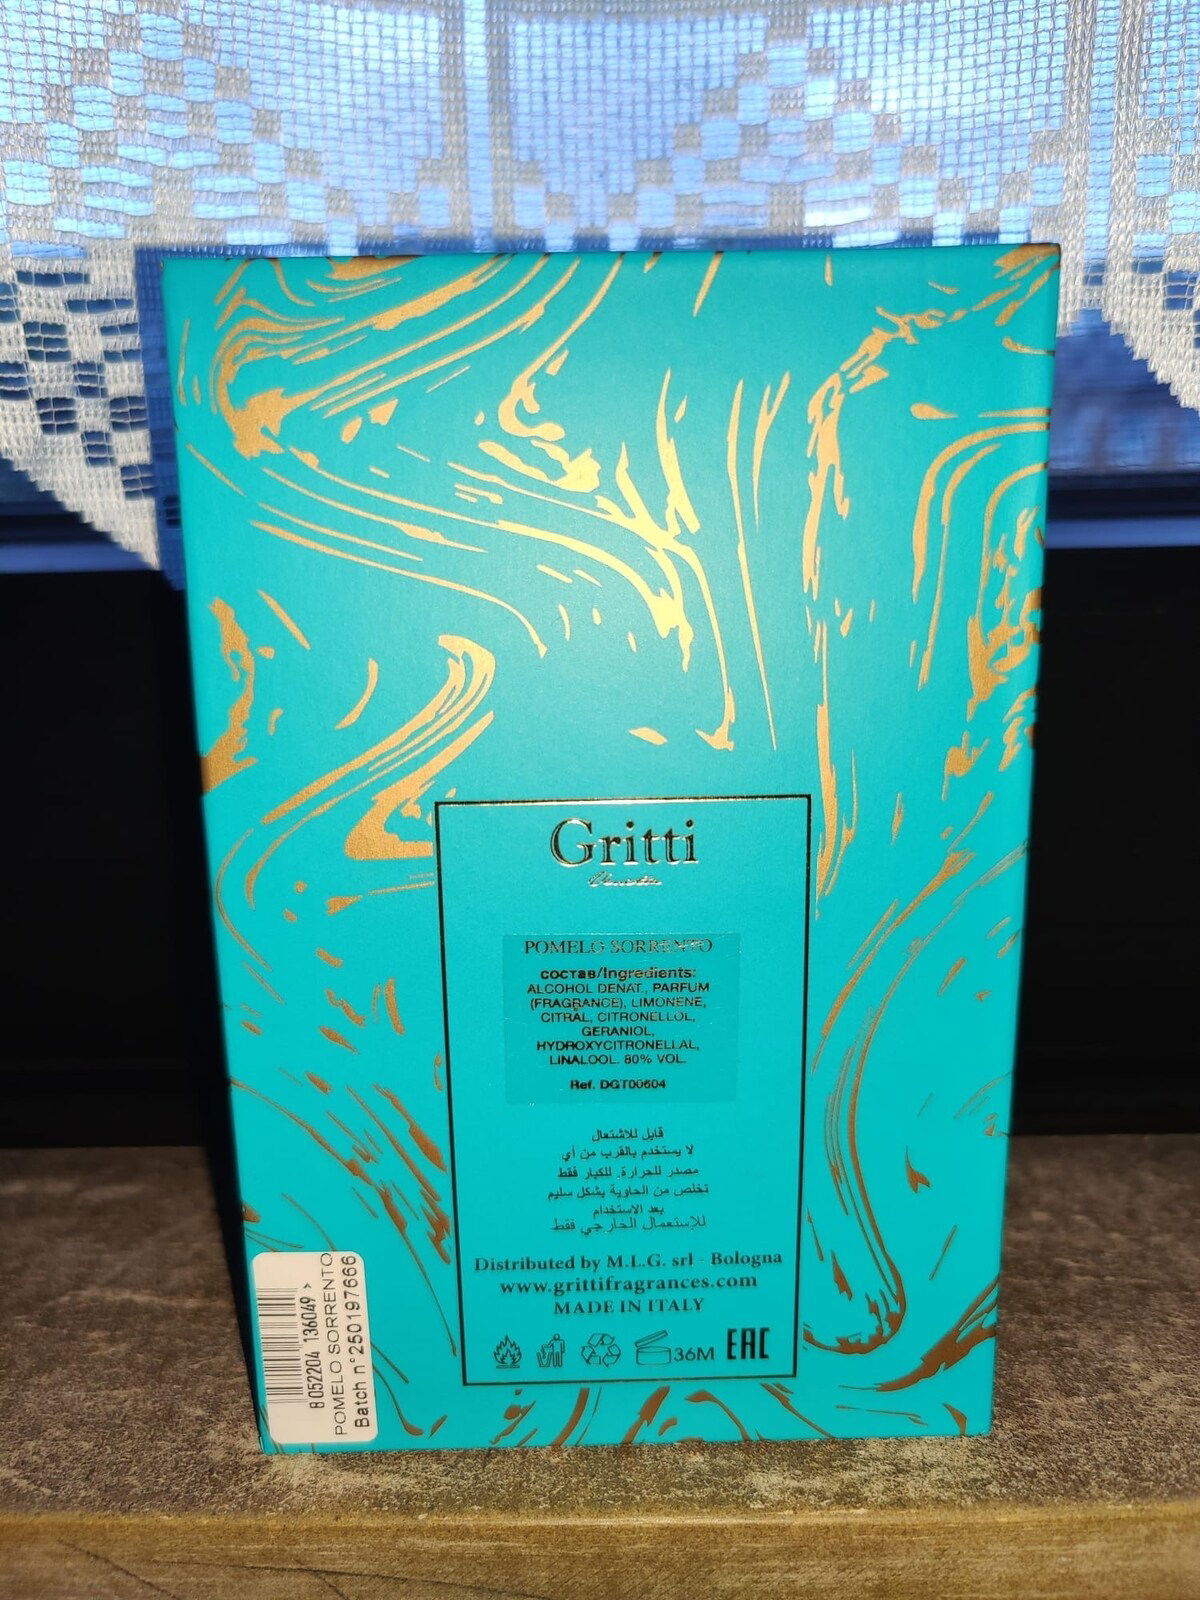 Gritti
Venetia
POMELO SORRENTO
состав/Ingredients:
ALCOHOL DENAT., PARFUM
(FRAGRANCE), LIMONENE,
CITRAL, CITRONELLOL,
GERANIOL,
HYDROXYCITRONELLAL,
LINALOOL. 80% VOL.
Ref. DGT00604
قابل للاشتعال
لا يستخدم بالقرب من أي
مصدر للحرارة. للكبار فقط
تخلص من الحاوية بشكل سليم
بعد الاستخدام
للإستعمال الخارجي فقط
Distributed by M.L.G. srl - Bologna
www.grittifragrances.com
MADE IN ITALY
36M EAC
8 052204 136049 >
POMELO SORRENTO
Batch n°250197666